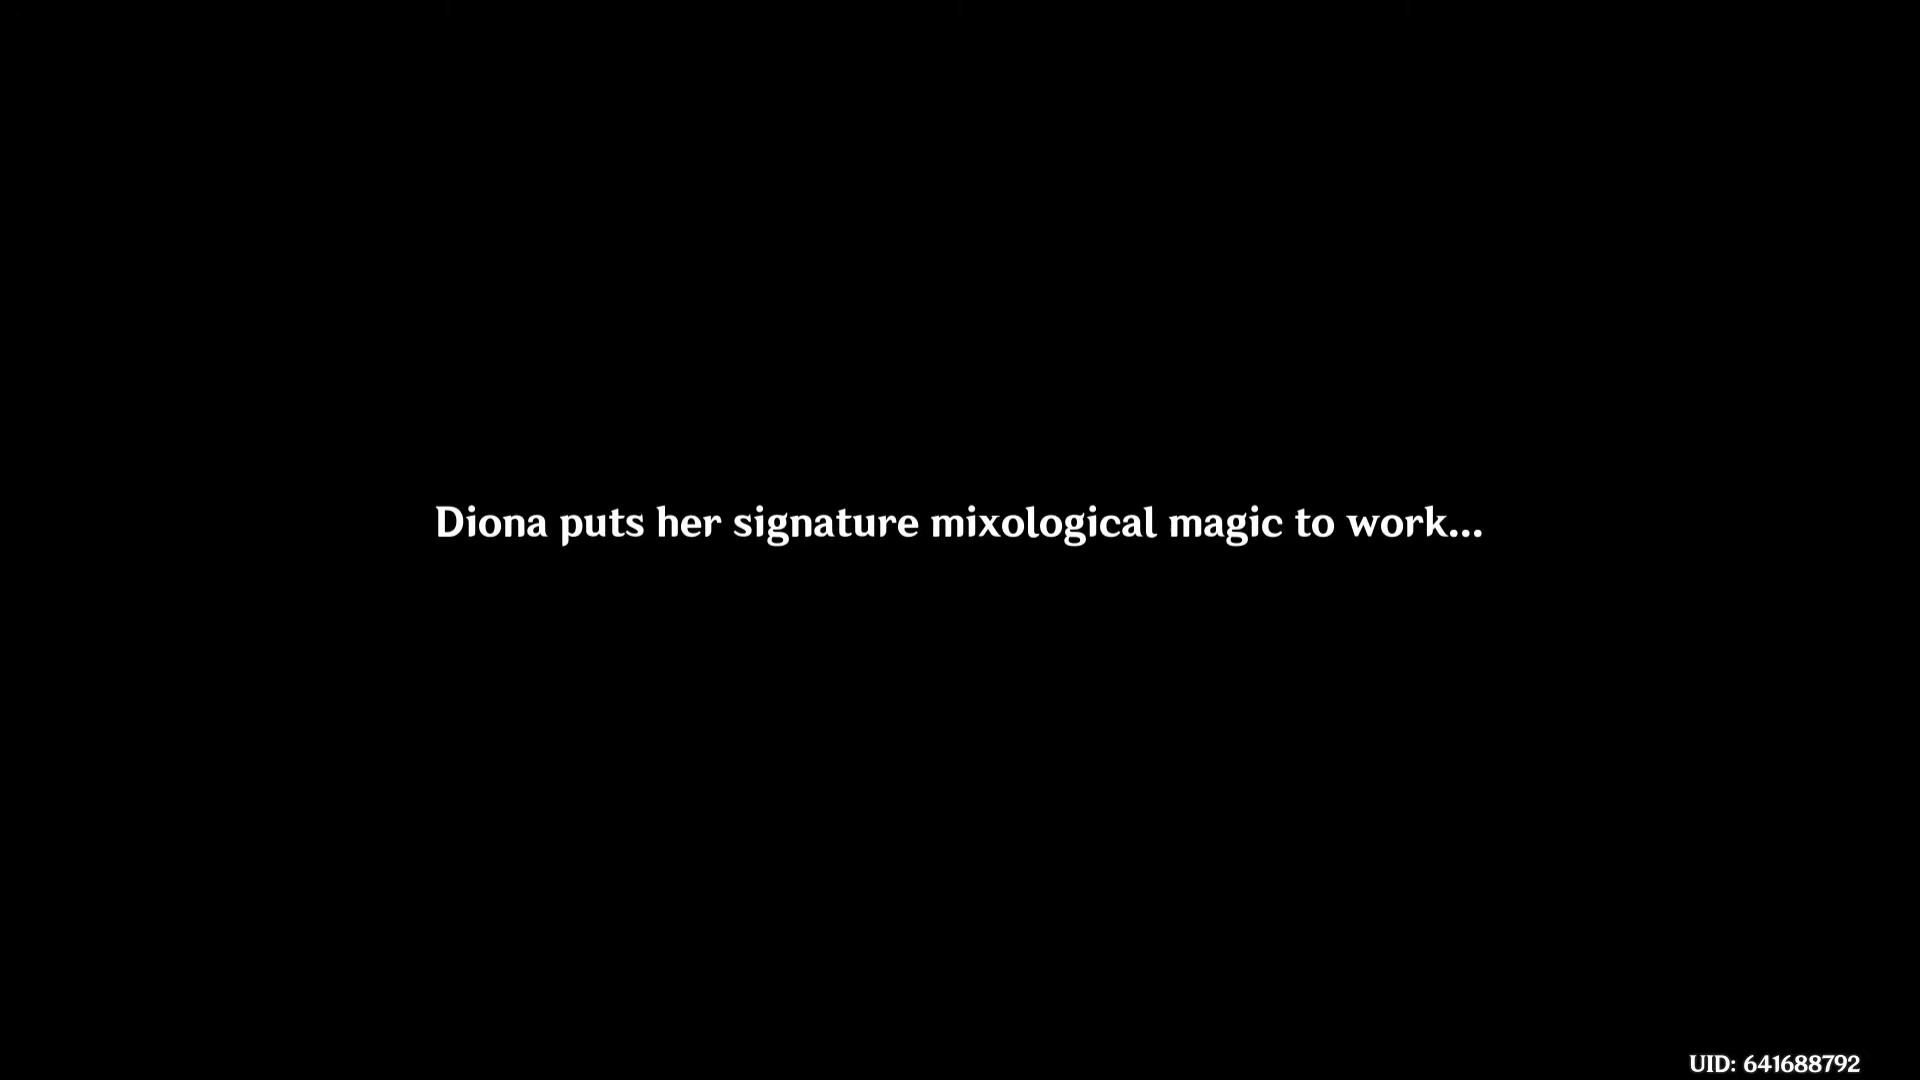 Diona puts her signature mixological magic to work...
UID: 641688792